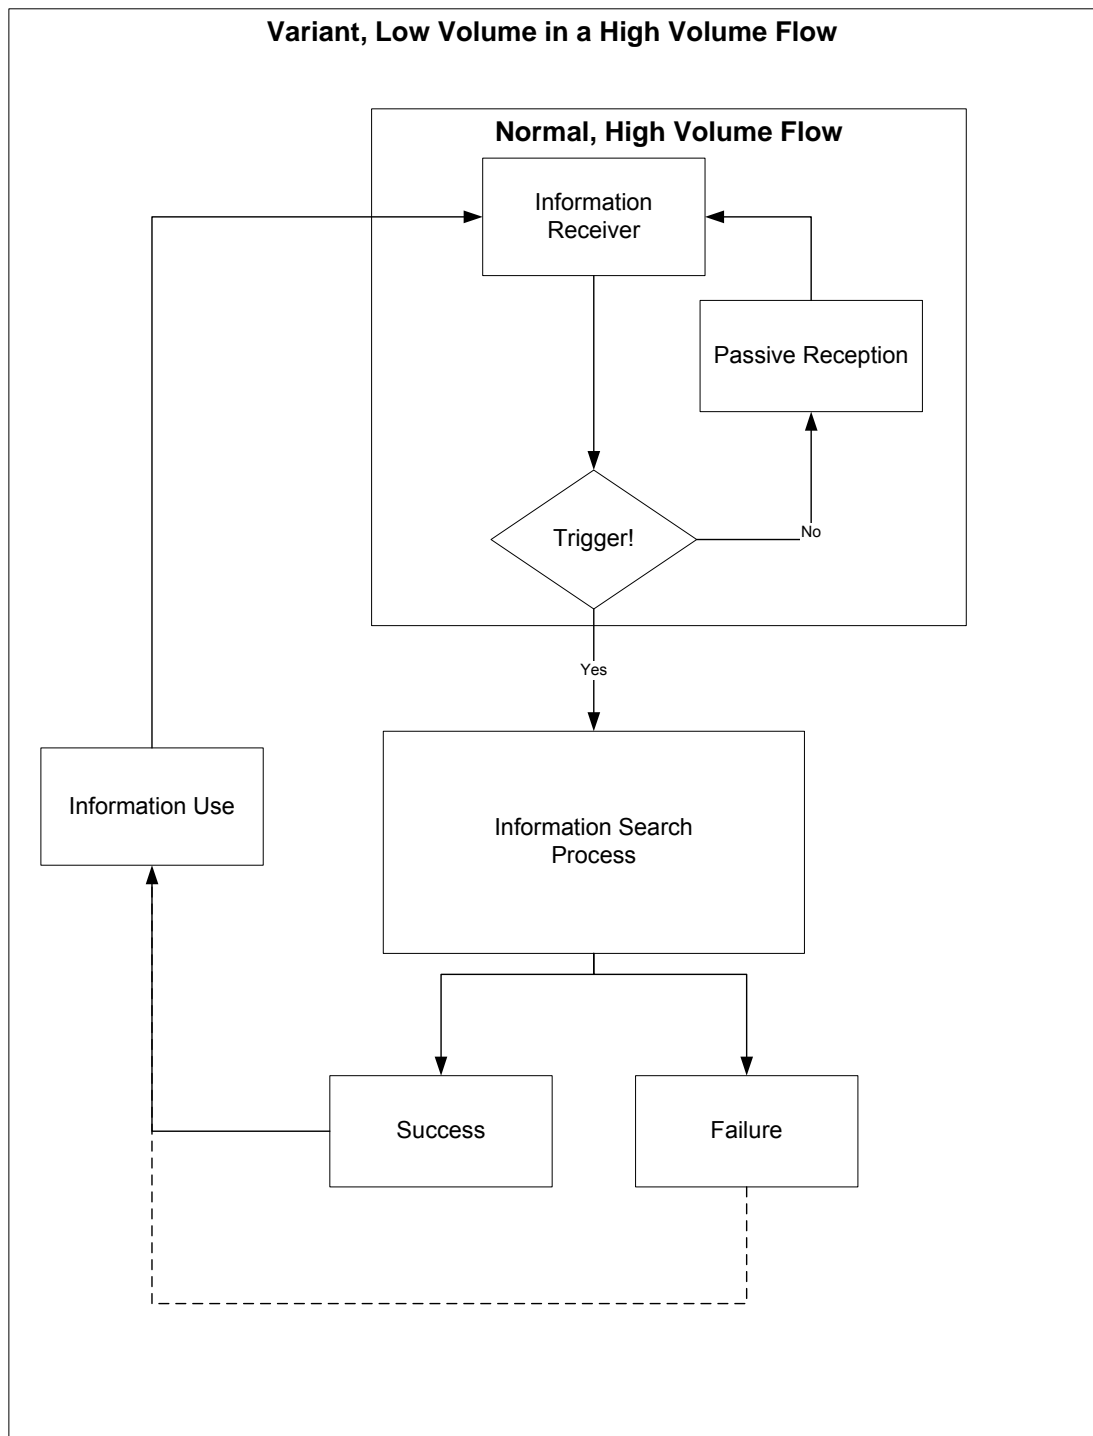 Variant, Low Volume in a High Volume Flow
Normal, High Volume Flow
Information
Receiver
Passive Reception
Trigger!
No
Yes
Information Use
Information Search
Process
Success
Failure